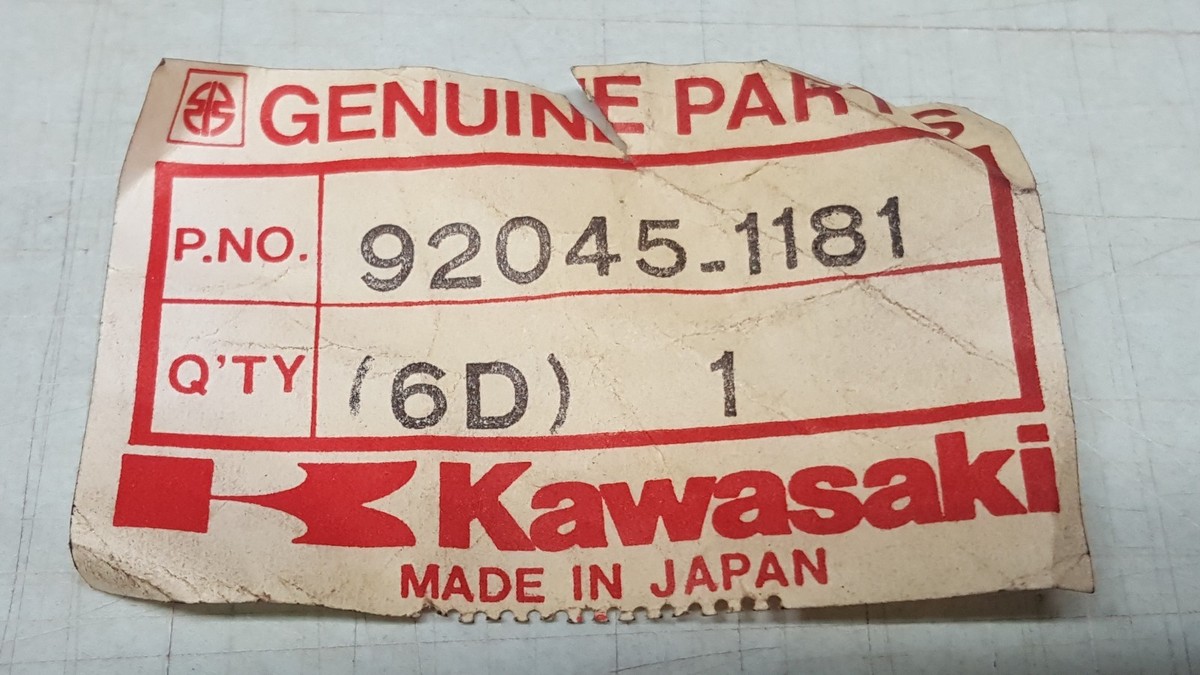 GENUINE PARTS
P.NO. 92045-1181
Q'TY (6D) 1
Kawasaki
MADE IN JAPAN